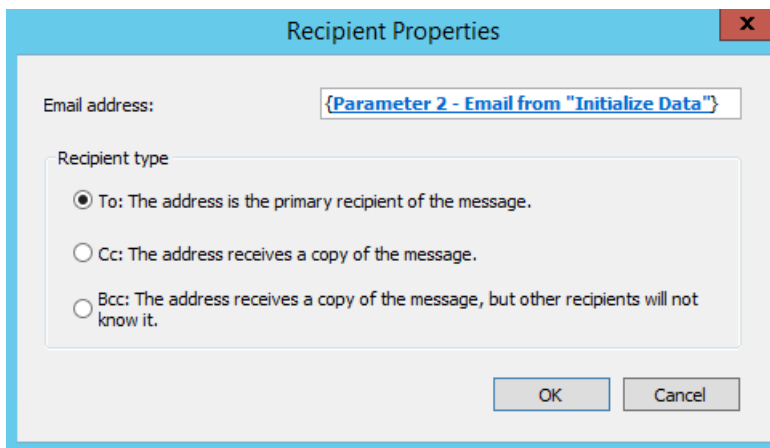 Recipient Properties
x
Email address:
{Parameter 2 - Email from "Initialize Data"}
Recipient type
To: The address is the primary recipient of the message.
Cc: The address receives a copy of the message.
Bcc: The address receives a copy of the message, but other recipients will not
know it.
OK
Cancel